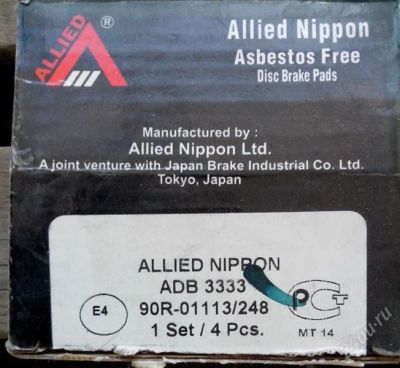 ALLIED
®
Allied Nippon
Asbestos Free
Disc Brake Pads
Manufactured by :
Allied Nippon Ltd.
A joint venture with Japan Brake Industrial Co. Ltd.
Tokyo, Japan
ALLIED NIPPON
ADB 3333
E4
90R-01113/248
1 Set / 4 Pcs.
PCT
MT 14